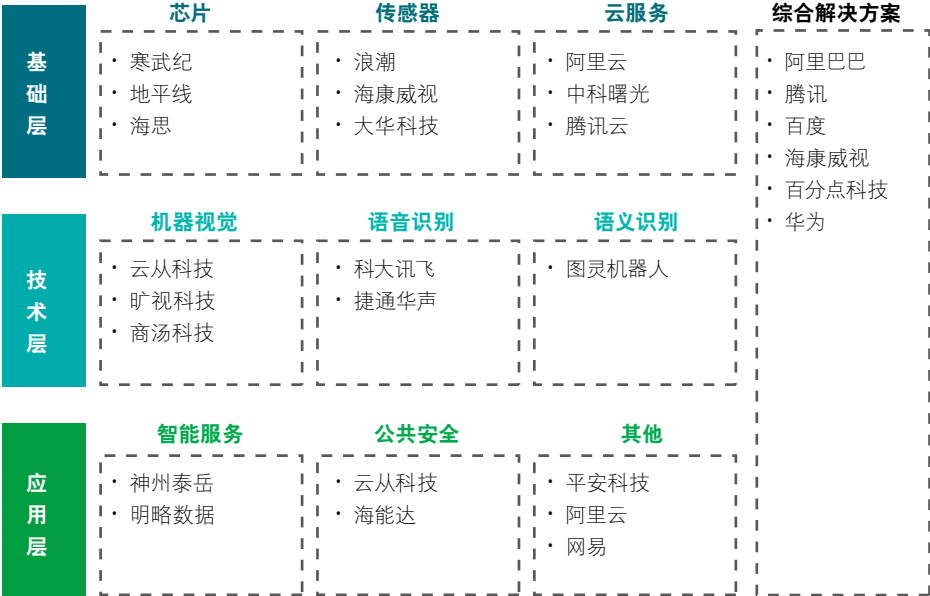 基础层
芯片
• 寒武纪
• 地平线
• 海思
传感器
• 浪潮
• 海康威视
• 大华科技
云服务
• 阿里云
• 中科曙光
• 腾讯云
综合解决方案
• 阿里巴巴
• 腾讯
• 百度
• 海康威视
• 百分点科技
• 华为
技术层
机器视觉
• 云从科技
• 旷视科技
• 商汤科技
语音识别
• 科大讯飞
• 捷通华声
语义识别
• 图灵机器人
应用层
智能服务
• 神州泰岳
• 明略数据
公共安全
• 云从科技
• 海能达
其他
• 平安科技
• 阿里云
• 网易